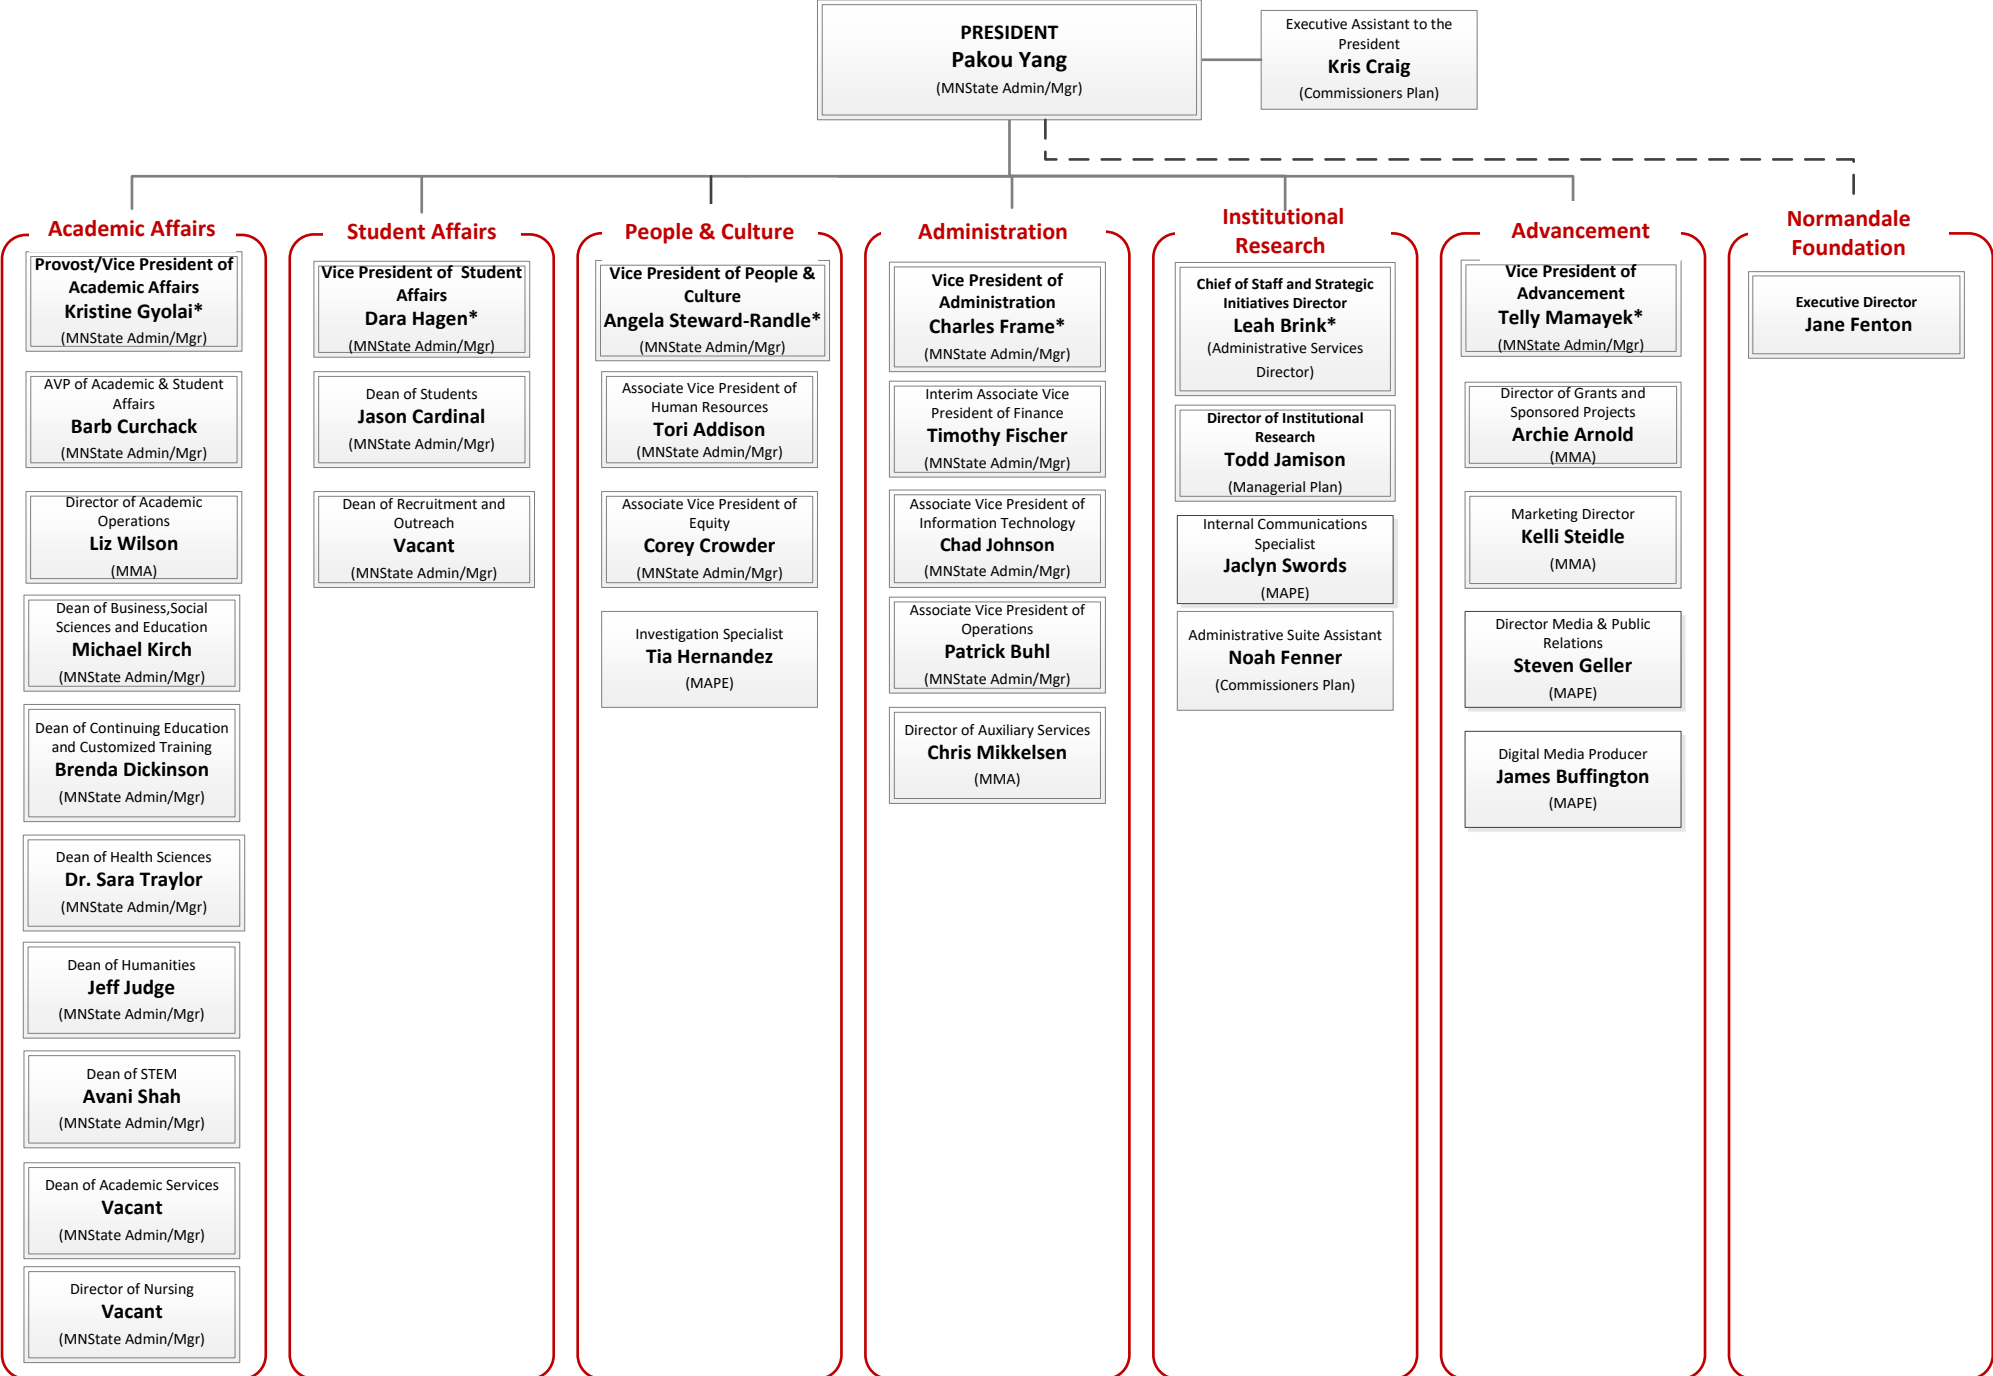 PRESIDENT
Pakou Yang
(MNState Admin/Mgr)
Executive Assistant to the
President
Kris Craig
(Commissioners Plan)
Academic Affairs
Provost/Vice President of
Academic Affairs
Kristine Gyolai*
(MNState Admin/Mgr)
AVP of Academic & Student
Affairs
Barb Curchack
(MNState Admin/Mgr)
Director of Academic
Operations
Liz Wilson
(MMA)
Dean of Business,Social
Sciences and Education
Michael Kirch
(MNState Admin/Mgr)
Dean of Continuing Education
and Customized Training
Brenda Dickinson
(MNState Admin/Mgr)
Dean of Health Sciences
Dr. Sara Traylor
(MNState Admin/Mgr)
Dean of Humanities
Jeff Judge
(MNState Admin/Mgr)
Dean of STEM
Avani Shah
(MNState Admin/Mgr)
Dean of Academic Services
Vacant
(MNState Admin/Mgr)
Director of Nursing
Vacant
(MNState Admin/Mgr)
Student Affairs
Vice President of Student
Affairs
Dara Hagen*
(MNState Admin/Mgr)
Dean of Students
Jason Cardinal
(MNState Admin/Mgr)
Dean of Recruitment and
Outreach
Vacant
(MNState Admin/Mgr)
People & Culture
Vice President of People &
Culture
Angela Steward-Randle*
(MNState Admin/Mgr)
Associate Vice President of
Human Resources
Tori Addison
(MNState Admin/Mgr)
Associate Vice President of
Equity
Corey Crowder
(MNState Admin/Mgr)
Investigation Specialist
Tia Hernandez
(MAPE)
Administration
Vice President of
Administration
Charles Frame*
(MNState Admin/Mgr)
Interim Associate Vice
President of Finance
Timothy Fischer
(MNState Admin/Mgr)
Associate Vice President of
Information Technology
Chad Johnson
(MNState Admin/Mgr)
Associate Vice President of
Operations
Patrick Buhl
(MNState Admin/Mgr)
Director of Auxiliary Services
Chris Mikkelsen
(MMA)
Institutional
Research
Chief of Staff and Strategic
Initiatives Director
Leah Brink*
(Administrative Services
Director)
Director of Institutional
Research
Todd Jamison
(Managerial Plan)
Internal Communications
Specialist
Jaclyn Swords
(MAPE)
Administrative Suite Assistant
Noah Fenner
(Commissioners Plan)
Advancement
Vice President of
Advancement
Telly Mamayek*
(MNState Admin/Mgr)
Director of Grants and
Sponsored Projects
Archie Arnold
(MMA)
Marketing Director
Kelli Steidle
(MMA)
Director Media & Public
Relations
Steven Geller
(MAPE)
Digital Media Producer
James Buffington
(MAPE)
Normandale
Foundation
Executive Director
Jane Fenton